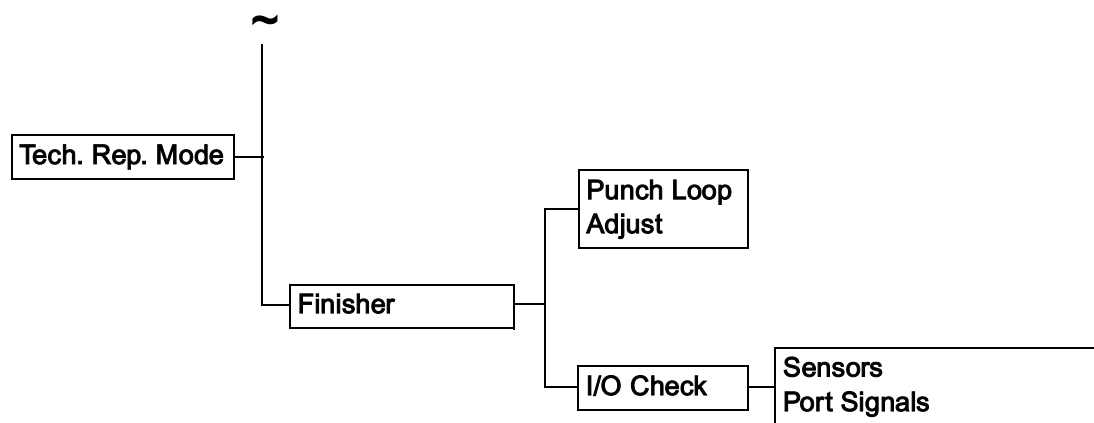 ~
Tech. Rep. Mode
Punch Loop
Adjust
Finisher
I/O Check
Sensors
Port Signals